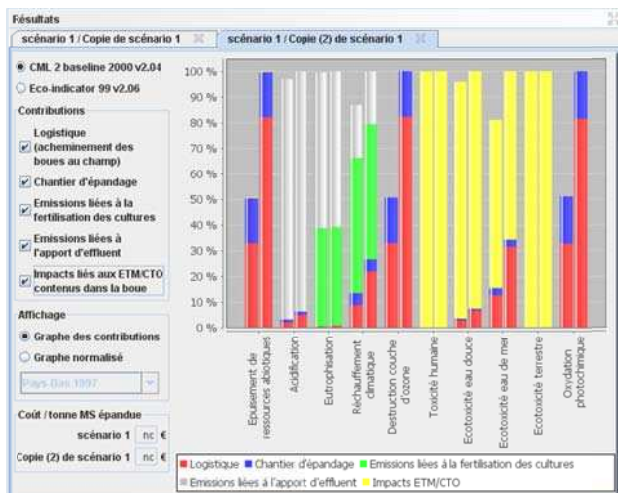 Résultats
scénario 1 / Copie de scénario 1
scénario 1 / Copie (2) de scénario 1
CML 2 baseline 2000 v2.04
Eco-indicator 99 v2.06
Contributions
Logistique
(acheminement des
boues au champ)
Chantier d'épandage
Emissions liées à la
fertilisation des cultures
Emissions liées à
l'apport d'effluent
Impacts liés aux ETM/CTO
contenus dans la boue
Affichage
Graphe des contributions
Graphe normalisé
Pays-Bas 1997
Coût / tonne MS épandue
scénario 1 nc €
Copie (2) de scénario 1 nc €
100 %
90 %
80 %
70 %
60 %
50 %
40 %
30 %
20 %
10 %
0 %
Epuisement de
ressources abiotiques
Acidification
Eutrophisation
Réchauffement
climatique
Destruction couche
d'ozone
Toxicité humaine
Ecotoxicité eau douce
Ecotoxicité eau de mer
Ecotoxicité terrestre
Oxydation
photochimique
Logistique Chantier d'épandage Emissions liées à la fertilisation des cultures
Emissions liées à l'apport d'effluent Impacts ETM/CTO